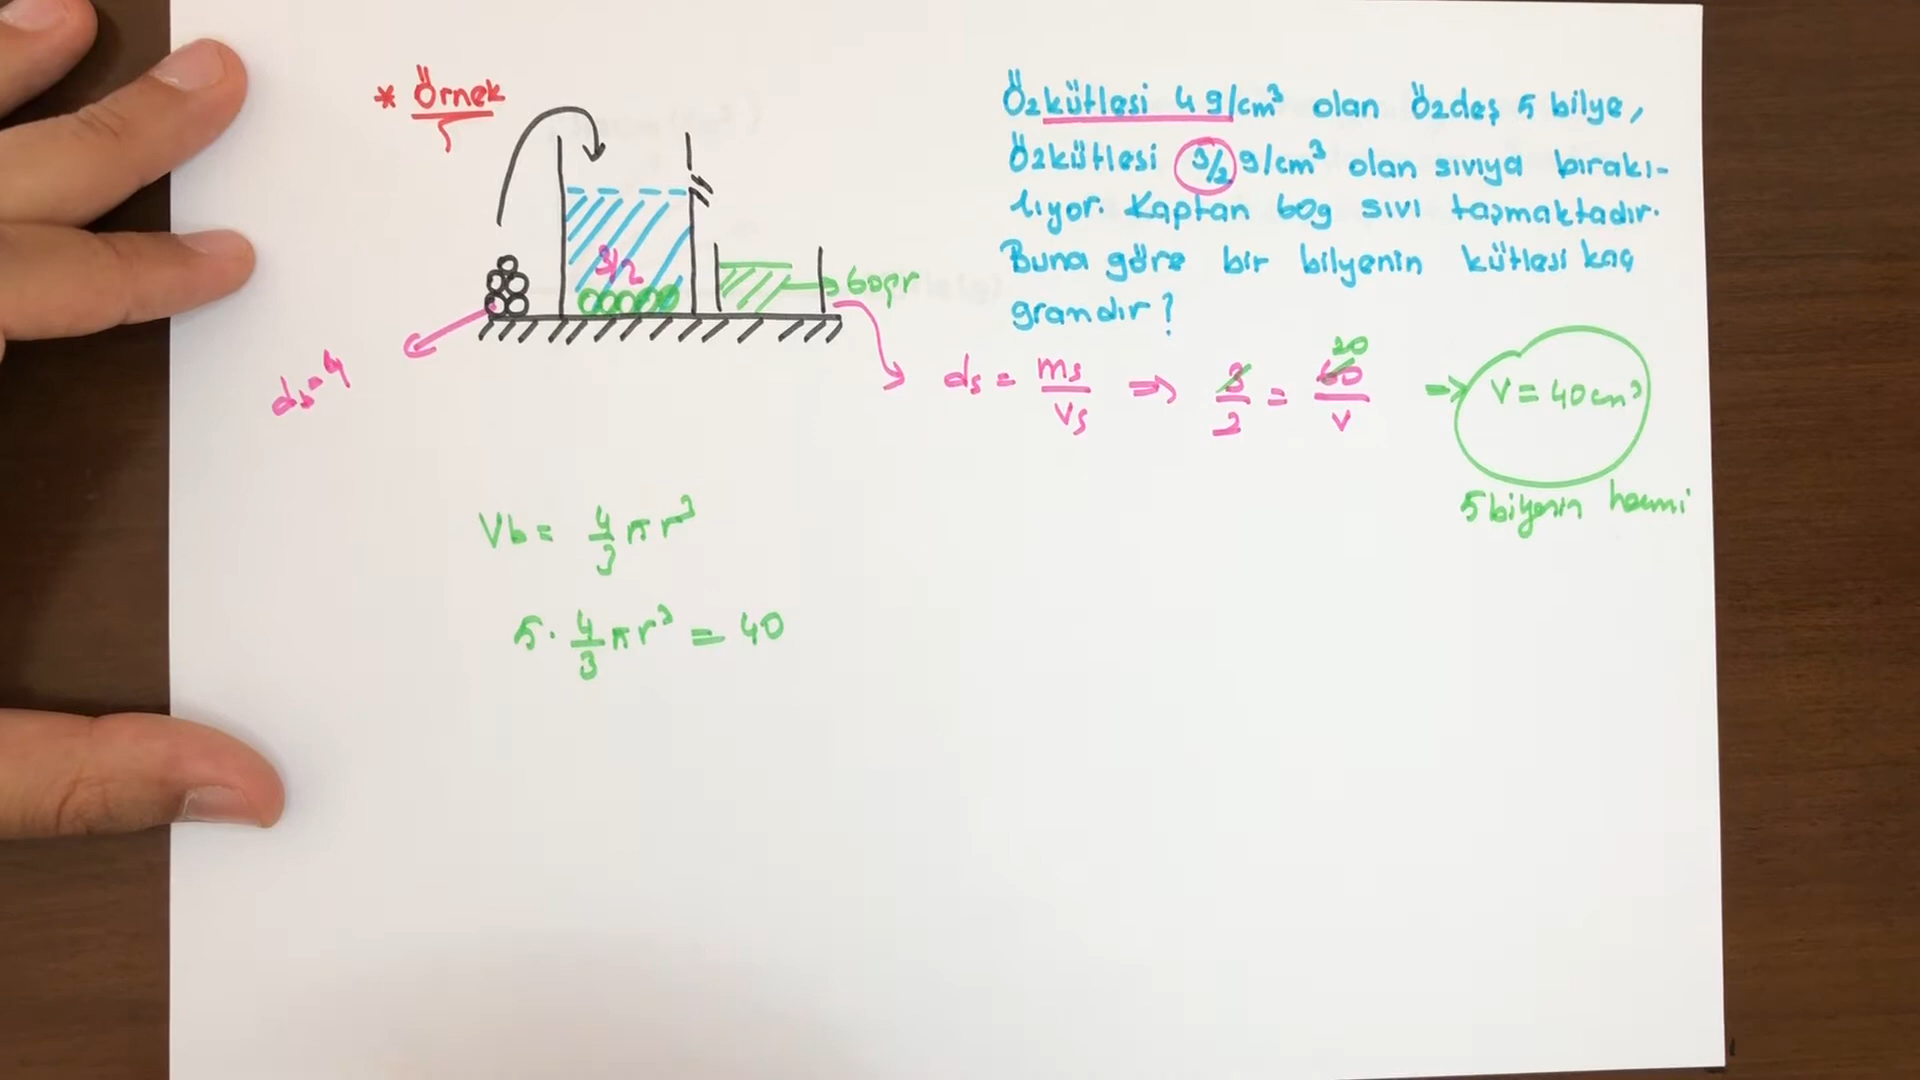 * Örnek
Özkütlesi 4 g/cm³ olan özdeş 5 bilye,
Özkütlesi 3/2 g/cm³ olan sıvıya bırakı-
lıyor. Kaptan 60g sıvı taşmaktadır.
Buna göre bir bilyenin kütlesi kaç
gramdır?
3/2
60gr
db=4
ds = ms/Vs => 3/2 = 60/V
20
=> V = 40cm³
5 bilyenin hacmi
Vb = 4/3 πr³
5. 4/3 πr³ = 40